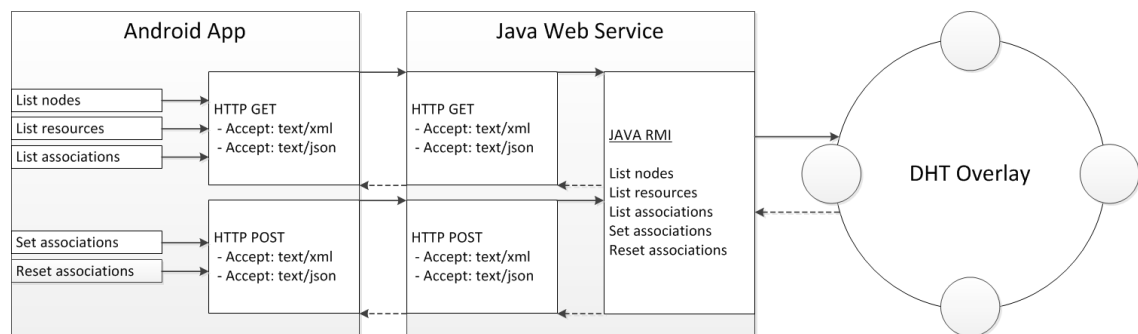 Android App
List nodes
List resources
List associations
HTTP GET
- Accept: text/xml
- Accept: text/json
Set associations
Reset associations
HTTP POST
- Accept: text/xml
- Accept: text/json
Java Web Service
HTTP GET
- Accept: text/xml
- Accept: text/json
HTTP POST
- Accept: text/xml
- Accept: text/json
JAVA RMI
List nodes
List resources
List associations
Set associations
Reset associations
DHT Overlay